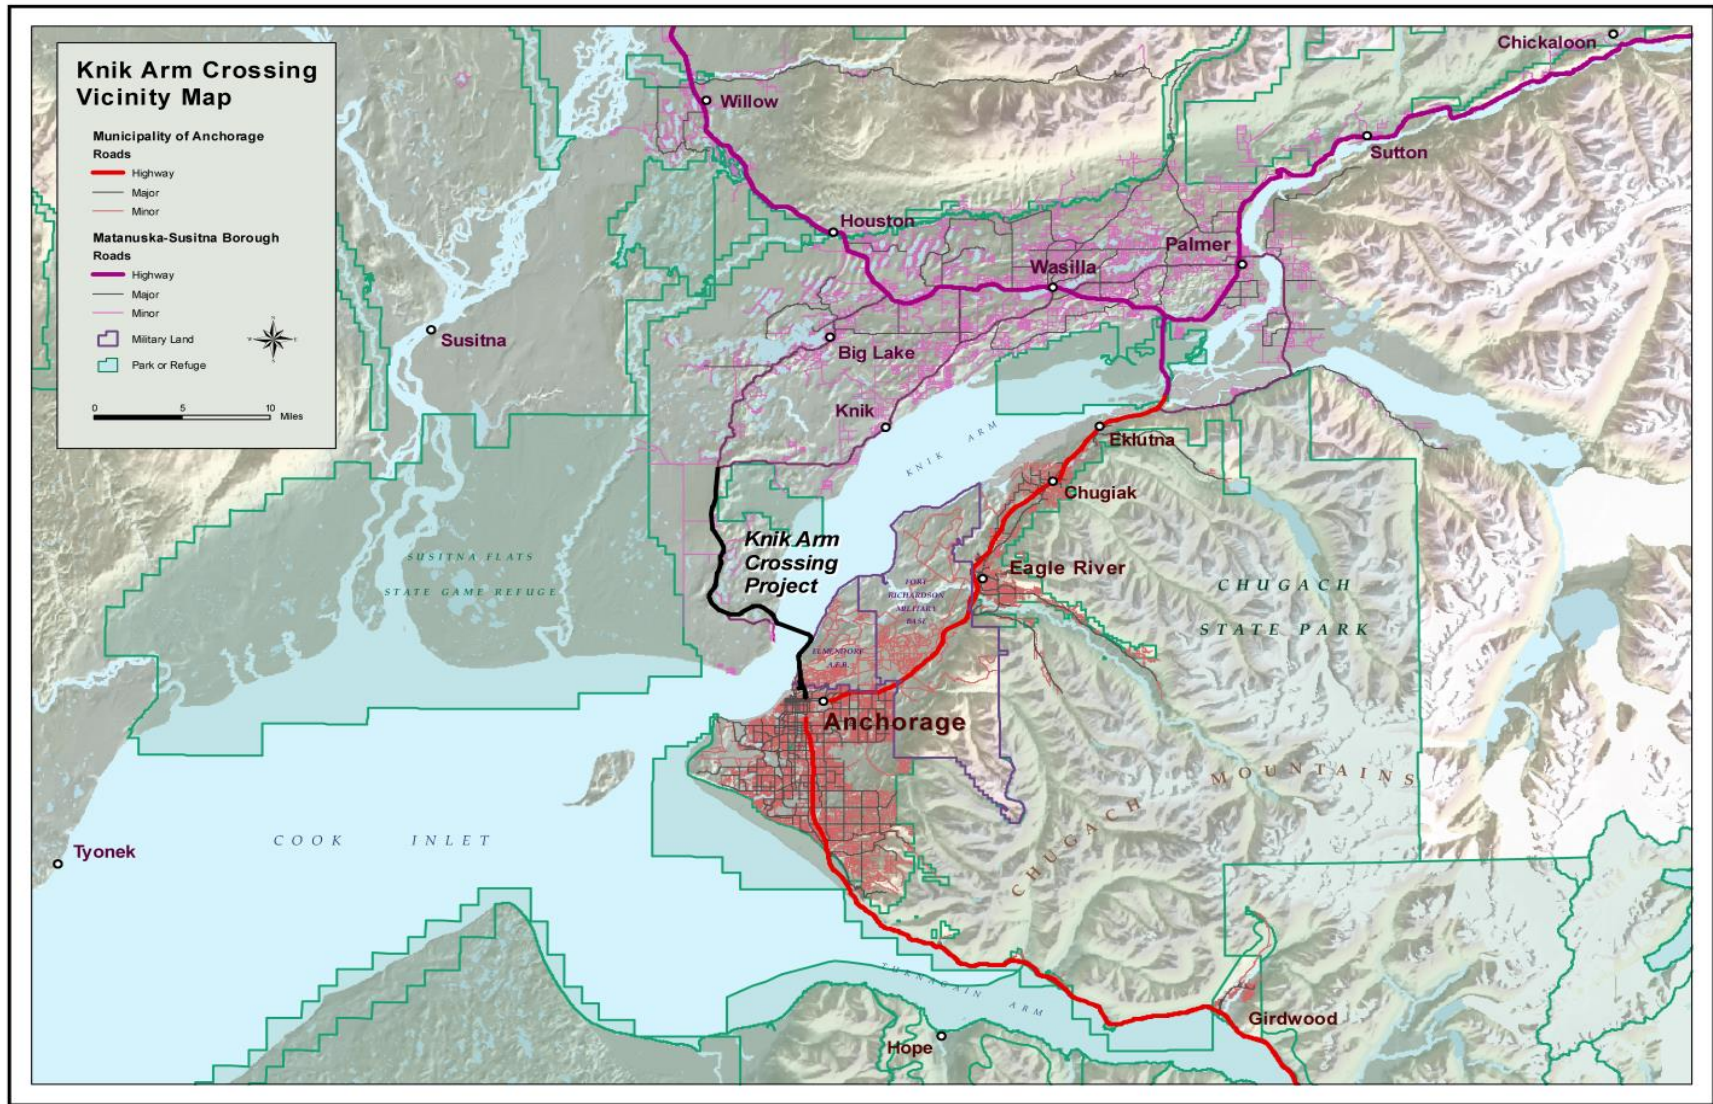 Knik Arm Crossing
Vicinity Map
Municipality of Anchorage
Roads
Highway
Major
Minor
Matanuska-Susitna Borough
Roads
Highway
Major
Minor
Military Land
Park or Refuge
N
W
E
S
0 5 10 Miles
Chickaloon
Willow
Sutton
Houston
Palmer
Wasilla
Susitna
Big Lake
Knik
KNIK ARM
Eklutna
Chugiak
Knik Arm
Crossing
Project
SUSITNA FLATS
STATE GAME REFUGE
Eagle River
FORT
RICHARDSON
MILITARY
BASE
CHUGACH
STATE PARK
ELMENDORF
A.F.B.
Anchorage
CHUGACH MOUNTAINS
COOK INLET
Tyonek
TURNAGAIN ARM
Girdwood
Hope